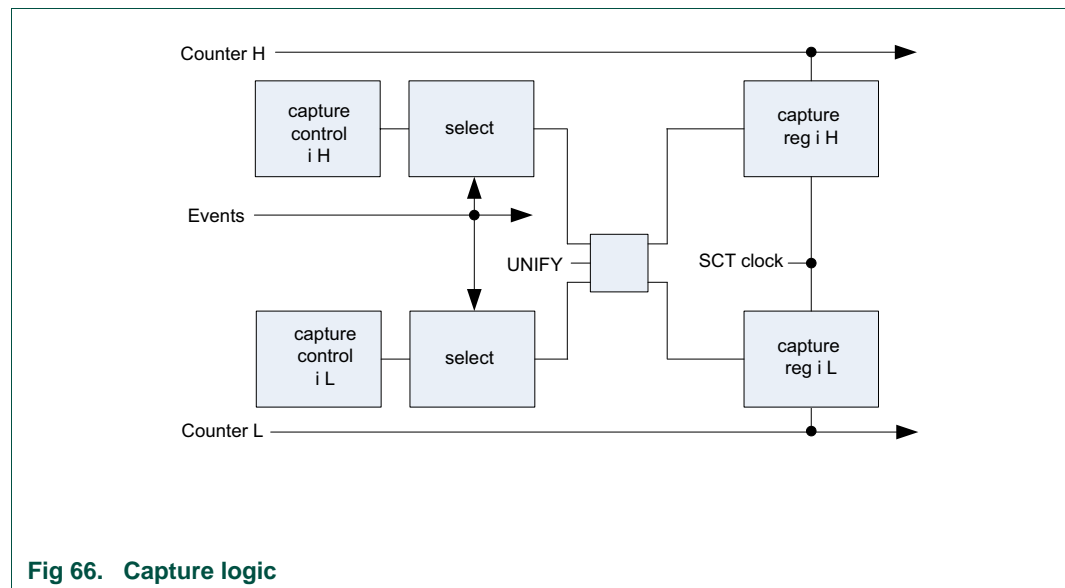 Counter H
capture
control
i H
select
capture
reg i H
Events
UNIFY
SCT clock
capture
control
i L
select
capture
reg i L
Counter L
Fig 66. Capture logic